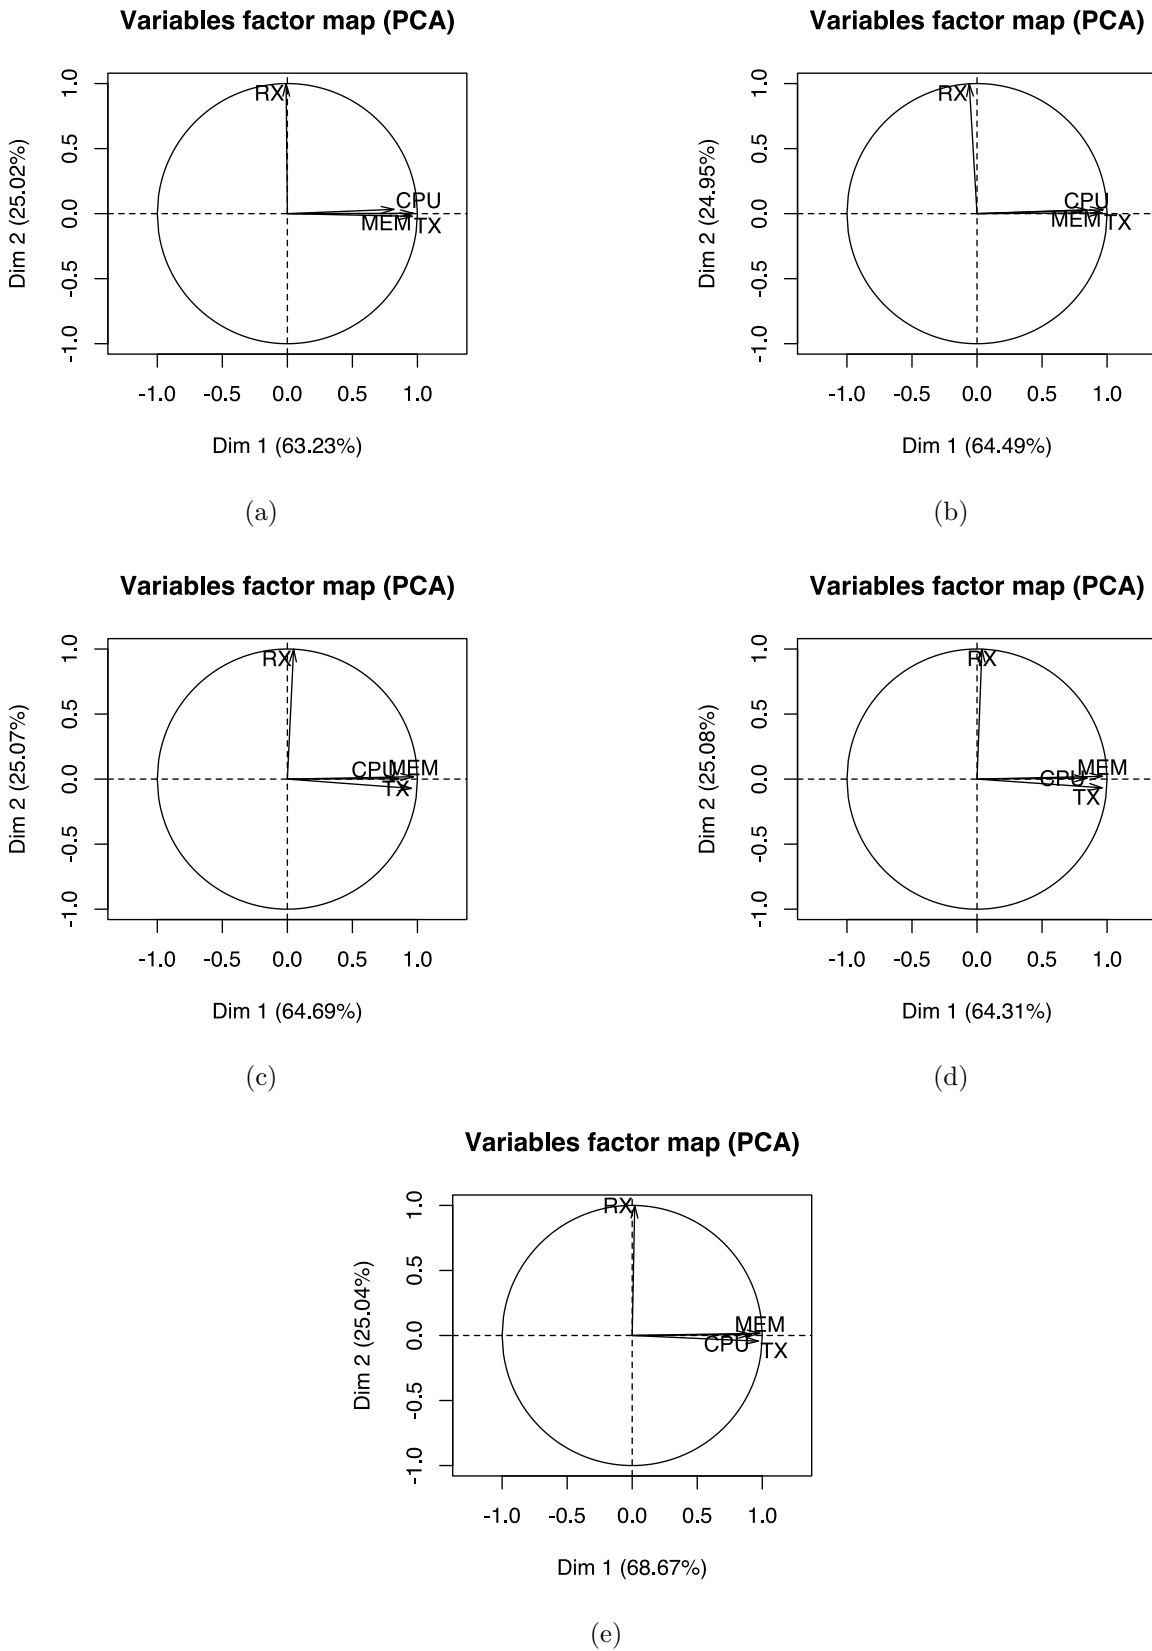 Variables factor map (PCA)
Dim 2 (25.02%)
1.0
0.5
0.0
-0.5
-1.0
RX
CPU
MEM
TX
-1.0 -0.5 0.0 0.5 1.0
Dim 1 (63.23%)
(a)
Variables factor map (PCA)
Dim 2 (24.95%)
1.0
0.5
0.0
-0.5
-1.0
RX
CPU
MEM
TX
-1.0 -0.5 0.0 0.5 1.0
Dim 1 (64.49%)
(b)
Variables factor map (PCA)
Dim 2 (25.07%)
1.0
0.5
0.0
-0.5
-1.0
RX
CPU
MEM
TX
-1.0 -0.5 0.0 0.5 1.0
Dim 1 (64.69%)
(c)
Variables factor map (PCA)
Dim 2 (25.08%)
1.0
0.5
0.0
-0.5
-1.0
RX
MEM
CPU
TX
-1.0 -0.5 0.0 0.5 1.0
Dim 1 (64.31%)
(d)
Variables factor map (PCA)
Dim 2 (25.04%)
1.0
0.5
0.0
-0.5
-1.0
RX
MEM
CPU
TX
-1.0 -0.5 0.0 0.5 1.0
Dim 1 (68.67%)
(e)